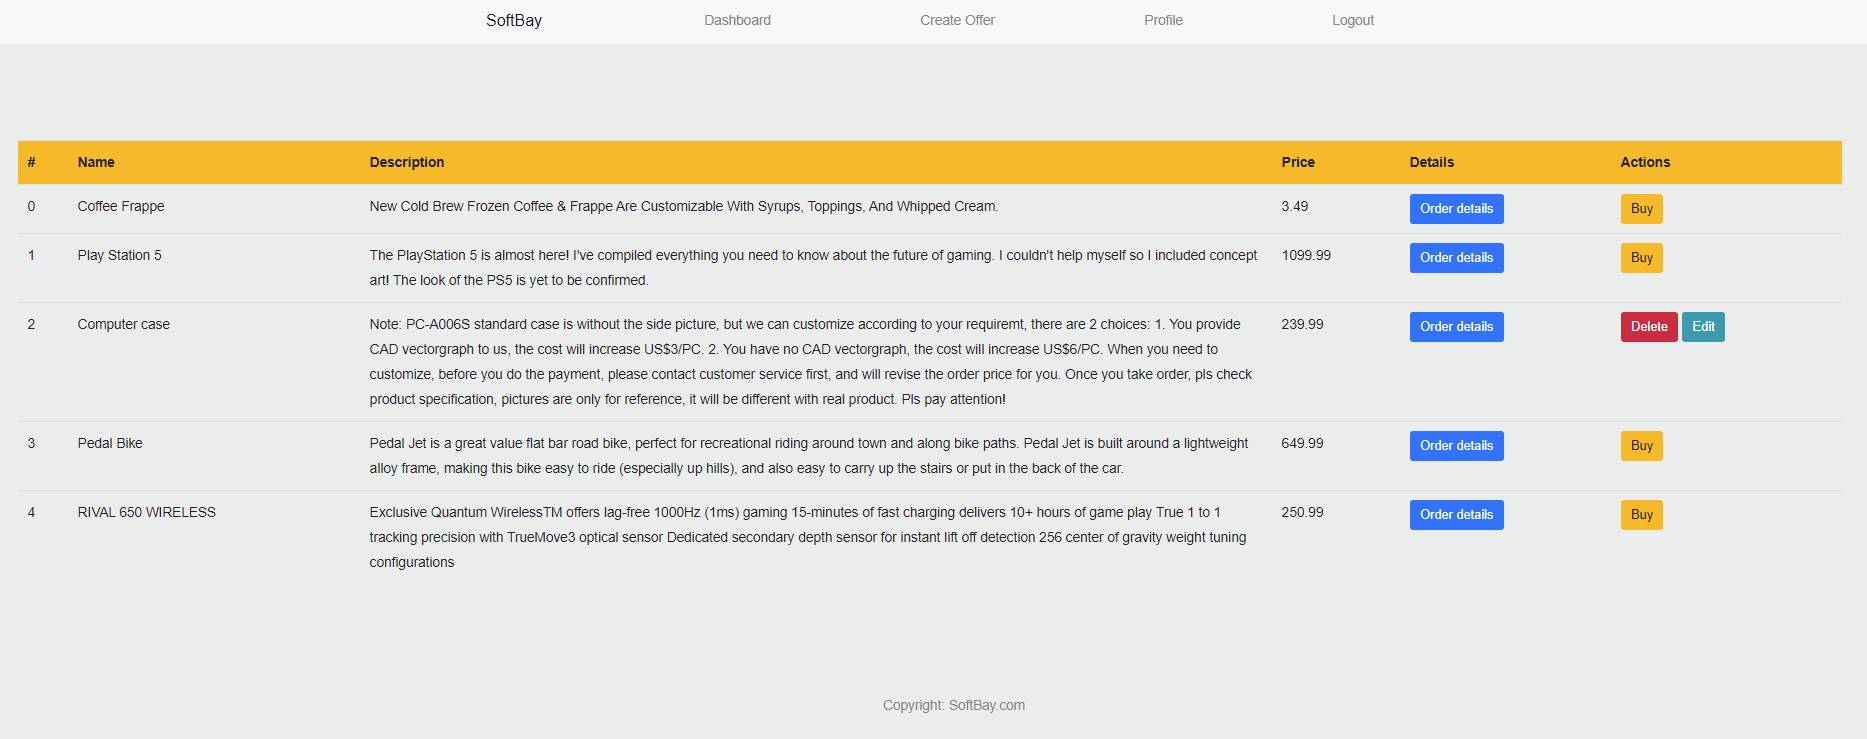 SoftBay Dashboard Create Offer Profile Logout
# Name Description Price Details Actions
0 Coffee Frappe New Cold Brew Frozen Coffee & Frappe Are Customizable With Syrups, Toppings, And Whipped Cream. 3.49 Order details Buy
1 Play Station 5 The PlayStation 5 is almost here! I've compiled everything you need to know about the future of gaming. I couldn't help myself so I included concept 1099.99 Order details Buy
art! The look of the PS5 is yet to be confirmed.
2 Computer case Note: PC-A006S standard case is without the side picture, but we can customize according to your requiremt, there are 2 choices: 1. You provide 239.99 Order details Delete Edit
CAD vectorgraph to us, the cost will increase US$3/PC. 2. You have no CAD vectorgraph, the cost will increase US$6/PC. When you need to
customize, before you do the payment, please contact customer service first, and will revise the order price for you. Once you take order, pls check
product specification, pictures are only for reference, it will be different with real product. Pls pay attention!
3 Pedal Bike Pedal Jet is a great value flat bar road bike, perfect for recreational riding around town and along bike paths. Pedal Jet is built around a lightweight 649.99 Order details Buy
alloy frame, making this bike easy to ride (especially up hills), and also easy to carry up the stairs or put in the back of the car.
4 RIVAL 650 WIRELESS Exclusive Quantum WirelessTM offers lag-free 1000Hz (1ms) gaming 15-minutes of fast charging delivers 10+ hours of game play True 1 to 1 250.99 Order details Buy
tracking precision with TrueMove3 optical sensor Dedicated secondary depth sensor for instant lift off detection 256 center of gravity weight tuning
configurations
Copyright: SoftBay.com